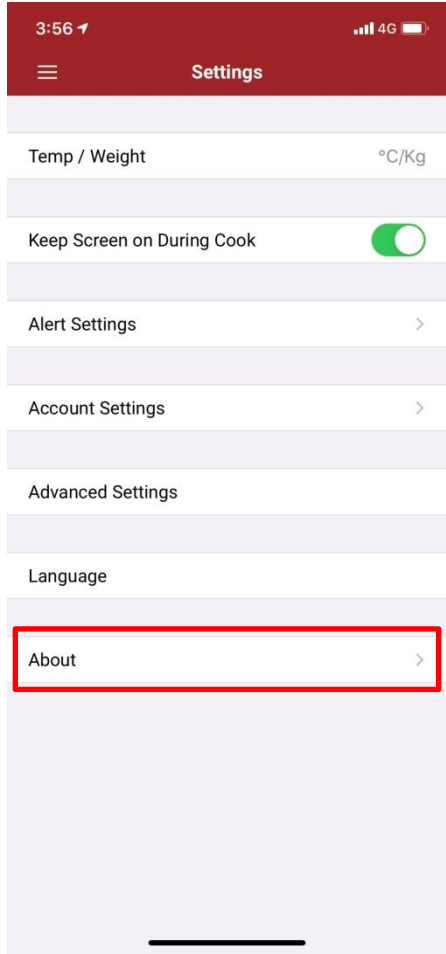 3:56 4G
Settings
Temp / Weight °C/Kg
Keep Screen on During Cook
Alert Settings
Account Settings
Advanced Settings
Language
About